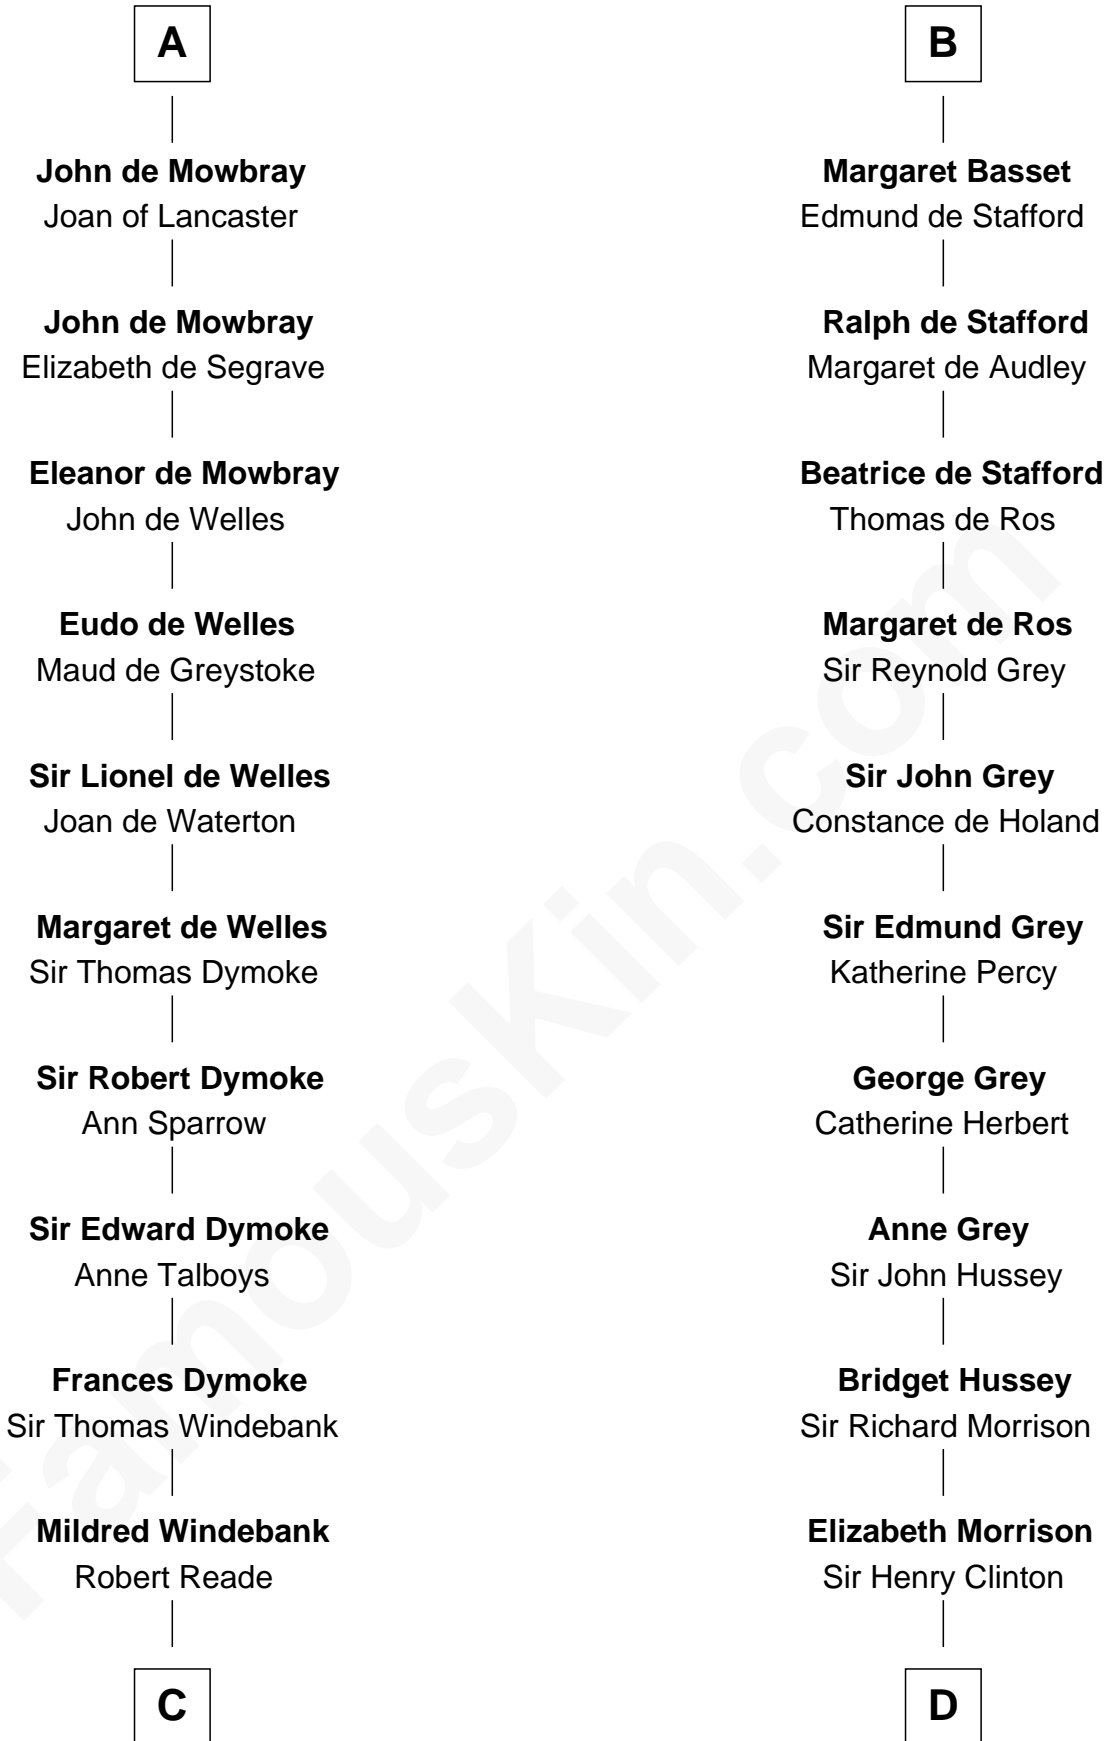 A
John de Mowbray
Joan of Lancaster
John de Mowbray
Elizabeth de Segrave
Eleanor de Mowbray
John de Welles
Eudo de Welles
Maud de Greystoke
Sir Lionel de Welles
Joan de Waterton
Margaret de Welles
Sir Thomas Dymoke
Sir Robert Dymoke
Ann Sparrow
Sir Edward Dymoke
Anne Talboys
Frances Dymoke
Sir Thomas Windebank
Mildred Windebank
Robert Reade
C
B
Margaret Basset
Edmund de Stafford
Ralph de Stafford
Margaret de Audley
Beatrice de Stafford
Thomas de Ros
Margaret de Ros
Sir Reynold Grey
Sir John Grey
Constance de Holand
Sir Edmund Grey
Katherine Percy
George Grey
Catherine Herbert
Anne Grey
Sir John Hussey
Bridget Hussey
Sir Richard Morrison
Elizabeth Morrison
Sir Henry Clinton
D
FamousKin.com